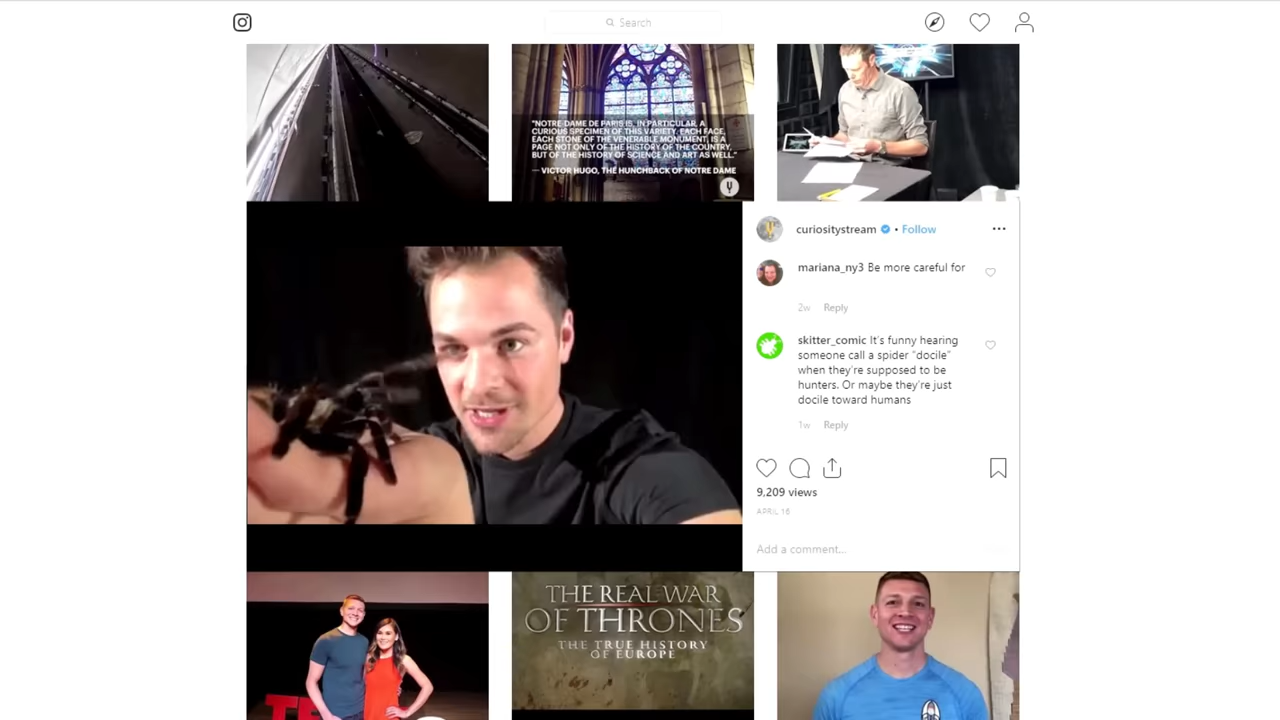 Search
"NOTRE-DAME DE PARIS IS, IN PARTICULAR, A
CURIOUS SPECIMEN OF THIS VARIETY. EACH FACE,
EACH STONE OF THE VENERABLE MONUMENT, IS A
PAGE NOT ONLY OF THE HISTORY OF THE COUNTRY,
BUT OF THE HISTORY OF SCIENCE AND ART AS WELL."
— VICTOR HUGO, THE HUNCHBACK OF NOTRE DAME
curiositystream • Follow
mariana_ny3 Be more careful for
2w Reply
skitter_comic It's funny hearing
someone call a spider "docile"
when they're supposed to be
hunters. Or maybe they're just
docile toward humans
1w Reply
9,209 views
APRIL 16
Add a comment...
THE REAL WAR
OF THRONES
THE TRUE HISTORY
OF EUROPE